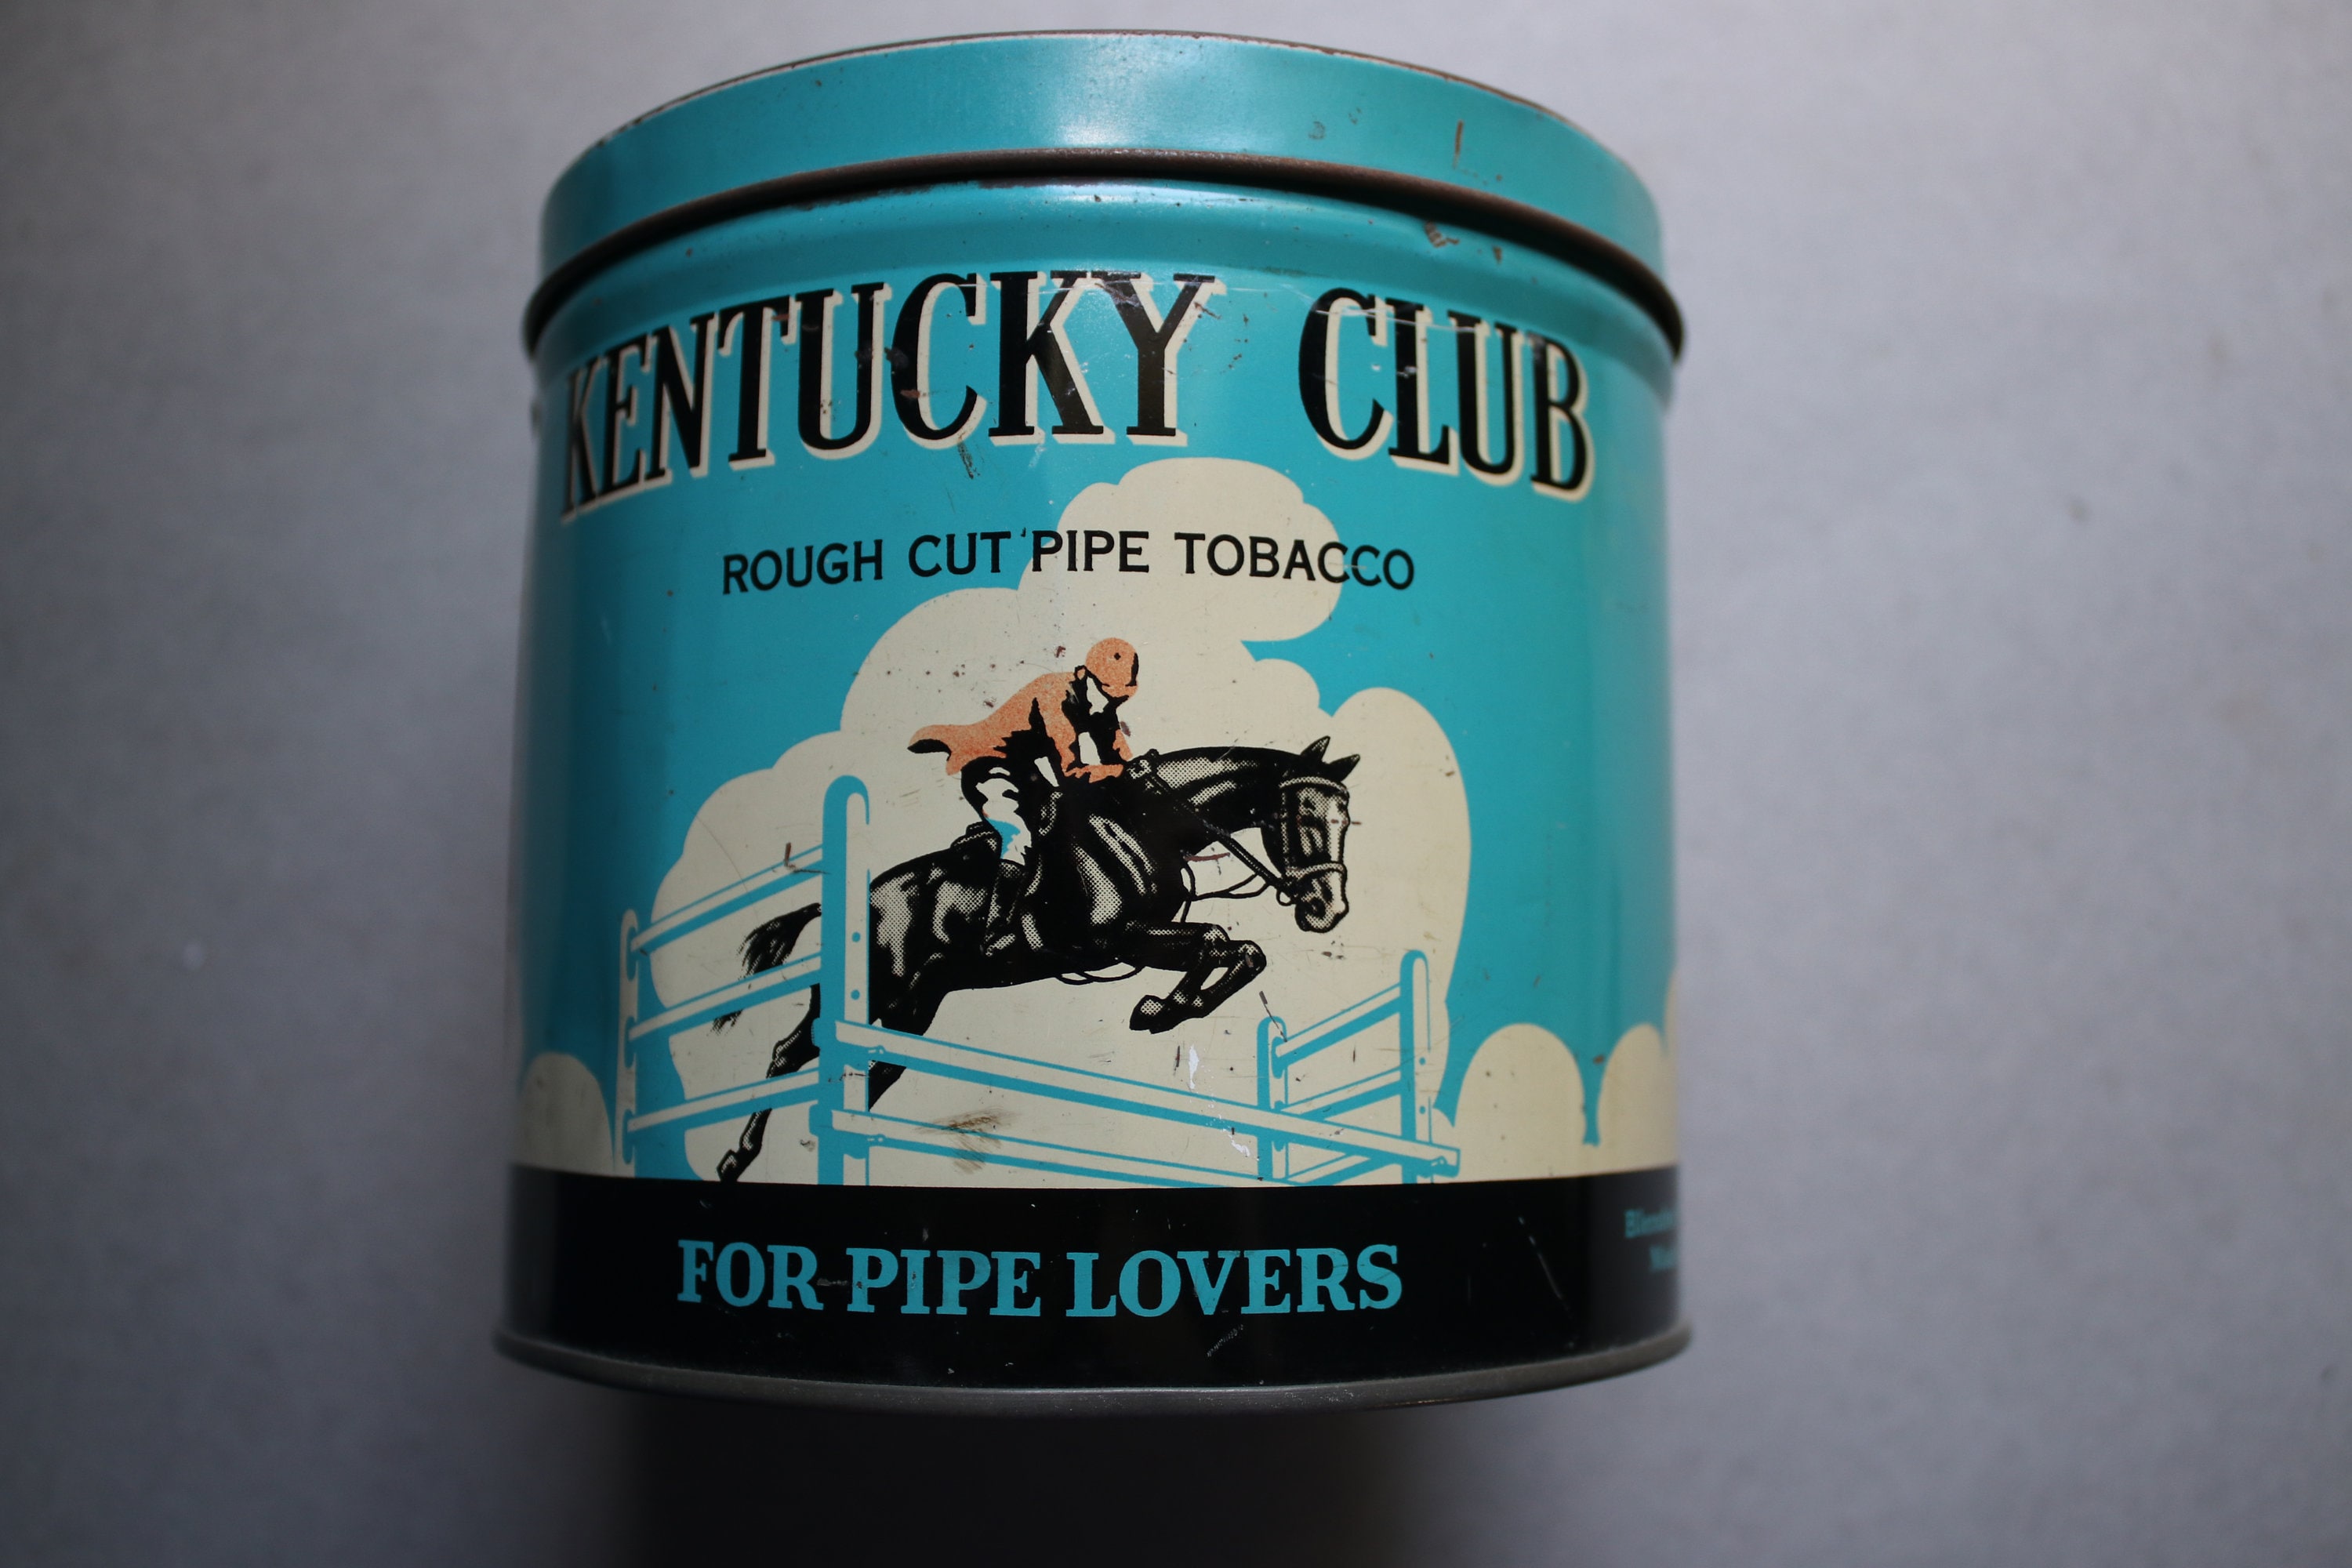 KENTUCKY CLUB
ROUGH CUT PIPE TOBACCO
FOR PIPE LOVERS